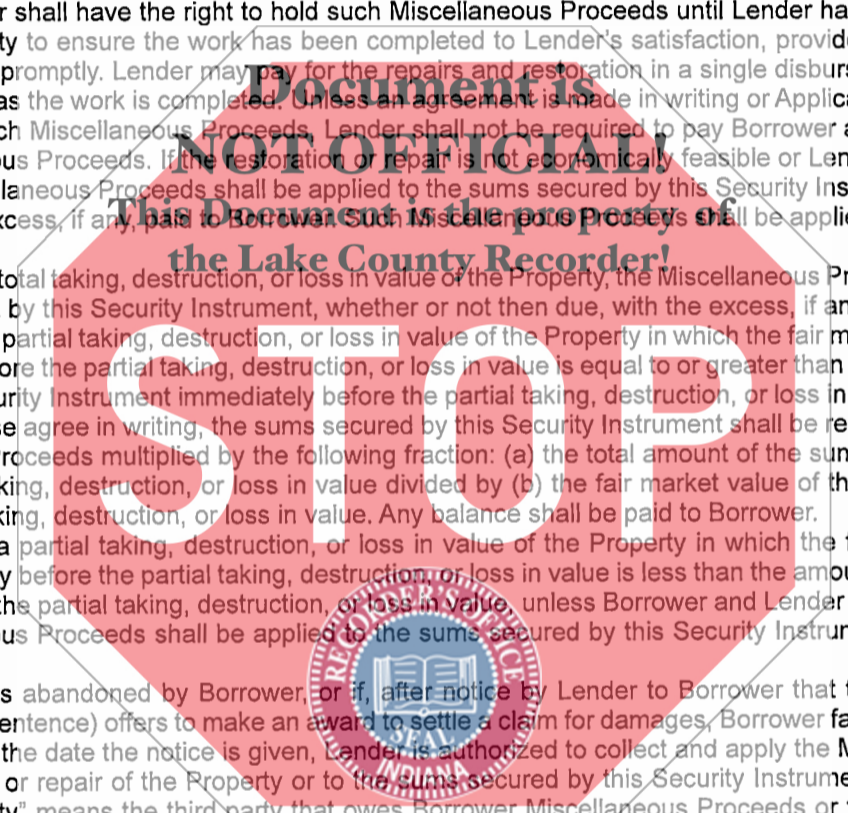 r shall have the right to hold such Miscellaneous Proceeds until Lender ha
ty to ensure the work has been completed to Lender's satisfaction, provid
promptly. Lender may pay for the repairs and restoration in a single disburs
as the work is completed. Unless an agreement is made in writing or Applica
Document is
ch Miscellaneous Proceeds, Lender shall not be required to pay Borrower a
NOT OFFICIAL!
us Proceeds. If the restoration or repair is not economically feasible or Len
laneous Proceeds shall be applied to the sums secured by this Security Ins
xcess, if any, paid to Borrower. Such Miscellaneous Proceeds shall be applie
This Document is the property of
the Lake County Recorder!
total taking, destruction, or loss in value of the Property, the Miscellaneous Pr
by this Security Instrument, whether or not then due, with the excess, if an
partial taking, destruction, or loss in value of the Property in which the fair m
ore the partial taking, destruction, or loss in value is equal to or greater than
urity Instrument immediately before the partial taking, destruction, or loss in
se agree in writing, the sums secured by this Security Instrument shall be re
STOP
roceeds multiplied by the following fraction: (a) the total amount of the sum
king, destruction, or loss in value divided by (b) the fair market value of th
king, destruction, or loss in value. Any balance shall be paid to Borrower.
a partial taking, destruction, or loss in value of the Property in which the f
y before the partial taking, destruction, or loss in value is less than the amou
the partial taking, destruction, or loss in value, unless Borrower and Lender
us Proceeds shall be applied to the sums secured by this Security Instrum
RECORDER'S OFFICE
SEAL
INDIANA
s abandoned by Borrower, or if, after notice by Lender to Borrower that t
entence) offers to make an award to settle a claim for damages, Borrower fa
the date the notice is given, Lender is authorized to collect and apply the M
or repair of the Property or to the sums secured by this Security Instrume
ty" means the third party that owes Borrower Miscellaneous Proceeds or